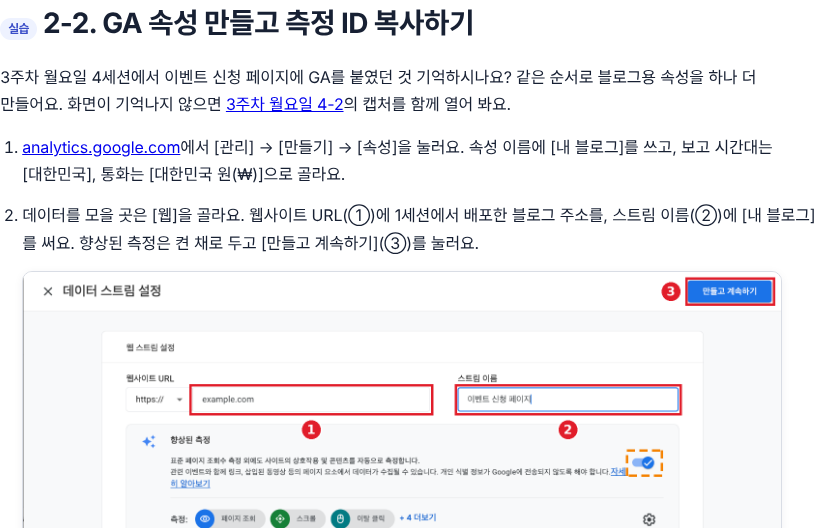 실습 2-2. GA 속성 만들고 측정 ID 복사하기
3주차 월요일 4세션에서 이벤트 신청 페이지에 GA를 붙였던 것 기억하시나요? 같은 순서로 블로그용 속성을 하나 더
만들어요. 화면이 기억나지 않으면 3주차 월요일 4-2의 캡처를 함께 열어 봐요.
1. analytics.google.com에서 [관리] → [만들기] → [속성]을 눌러요. 속성 이름에 [내 블로그]를 쓰고, 보고 시간대는
[대한민국], 통화는 [대한민국 원(₩)]으로 골라요.
2. 데이터를 모을 곳은 [웹]을 골라요. 웹사이트 URL(①)에 1세션에서 배포한 블로그 주소를, 스트림 이름(②)에 [내 블로그]
를 써요. 향상된 측정은 켠 채로 두고 [만들고 계속하기](③)를 눌러요.
× 데이터 스트림 설정
3 만들고 계속하기
웹 스트림 설정
웹사이트 URL
스트림 이름
https://
example.com
이벤트 신청 페이지
1
2
향상된 측정
표준 페이지 조회수 측정 외에도 사이트의 상호작용 및 콘텐츠를 자동으로 측정합니다.
관련 이벤트와 함께 링크, 삽입된 동영상 등의 페이지 요소에서 데이터가 수집될 수 있습니다. 개인 식별 정보가 Google에 전송되지 않도록 해야 합니다. 자세
히 알아보기
측정: 페이지 조회 스크롤 이탈 클릭 + 4 더보기